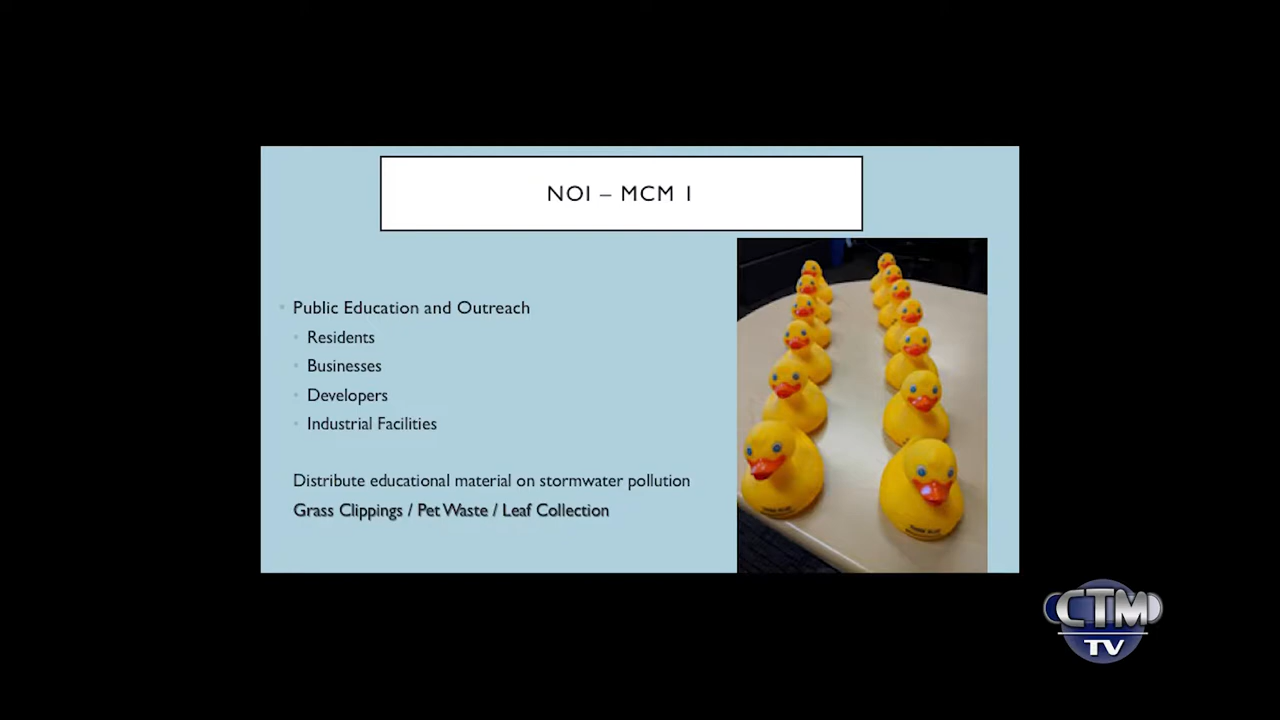 NOI – MCM 1
Public Education and Outreach
Residents
Businesses
Developers
Industrial Facilities
Distribute educational material on stormwater pollution
Grass Clippings / Pet Waste / Leaf Collection
CTM
TV